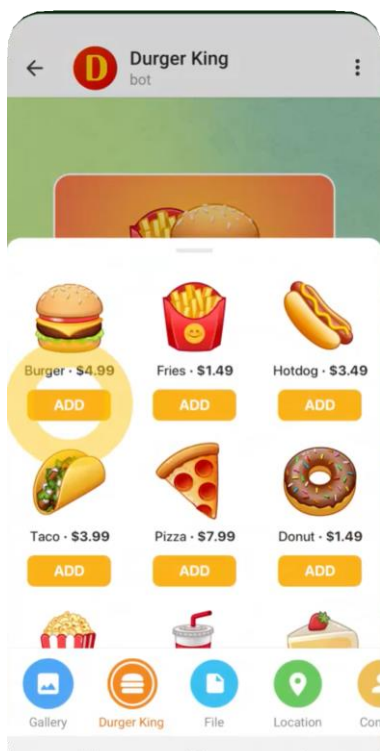 D
Durger King
bot
Burger · $4.99
Fries · $1.49
Hotdog · $3.49
ADD
ADD
ADD
Taco · $3.99
Pizza · $7.99
Donut · $1.49
ADD
ADD
ADD
Gallery
Durger King
File
Location